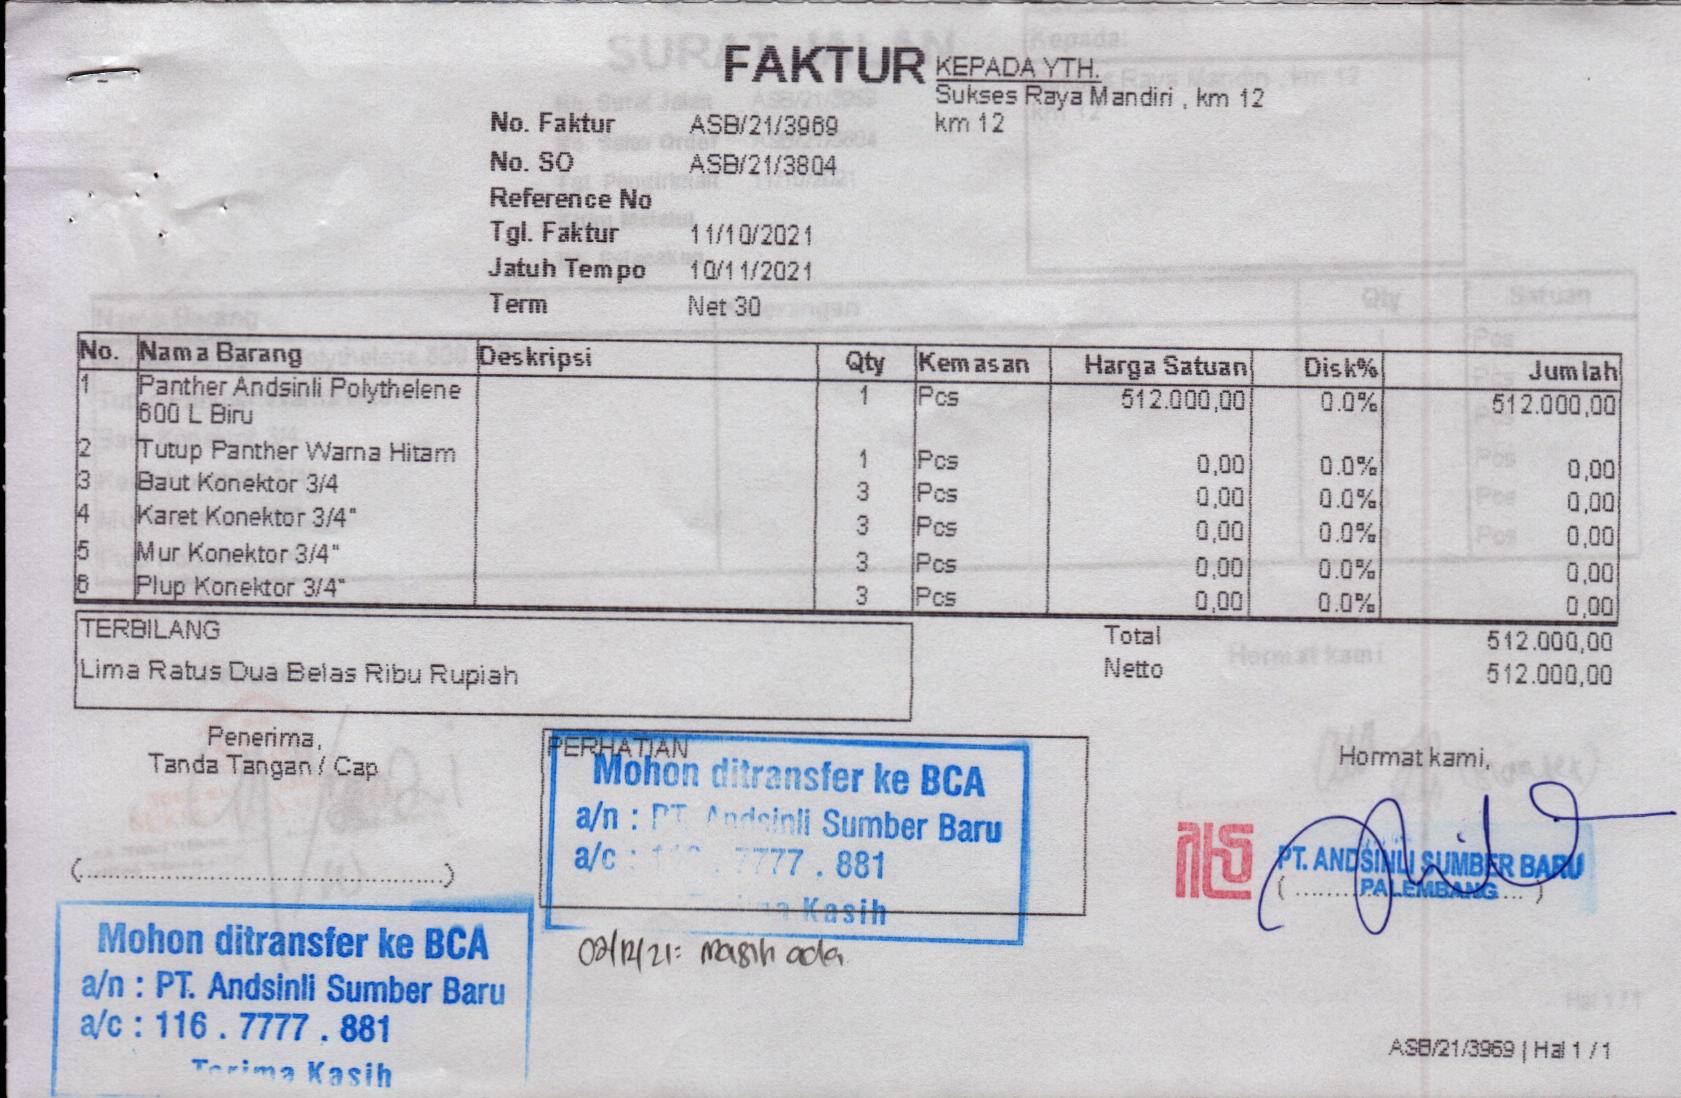 FAKTUR
KEPADA YTH.
Sukses Raya Mandiri , km 12
km 12
No. Faktur ASB/21/3969
No. SO ASB/21/3804
Reference No
Tgl. Faktur 11/10/2021
Jatuh Tempo 10/11/2021
Term Net 30
No. Nama Barang Deskripsi Qty Kemasan Harga Satuan Disk% Jumlah
1 Panther Andsinli Polythelene 1 Pcs 512.000,00 0.0% 512.000,00
600 L Biru
2 Tutup Panther Warna Hitam 1 Pcs 0,00 0.0% 0,00
3 Baut Konektor 3/4 3 Pcs 0,00 0.0% 0,00
4 Karet Konektor 3/4" 3 Pcs 0,00 0.0% 0,00
5 Mur Konektor 3/4" 3 Pcs 0,00 0.0% 0,00
6 Plup Konektor 3/4" 3 Pcs 0,00 0.0% 0,00
TERBILANG
Lima Ratus Dua Belas Ribu Rupiah
Total 512.000,00
Netto 512.000,00
Penerima,
Tanda Tangan / Cap
(..................................................)
PERHATIAN
Mohon ditransfer ke BCA
a/n : PT. Andsinli Sumber Baru
a/c : 116 . 7777 . 881
Kasih
02/12/21: masih ada
Hormat kami,
PT. ANDSINLI SUMBER BARU
PALEMBANG
Mohon ditransfer ke BCA
a/n : PT. Andsinli Sumber Baru
a/c : 116 . 7777 . 881
Terima Kasih
ASB/21/3969 | Hal 1 / 1